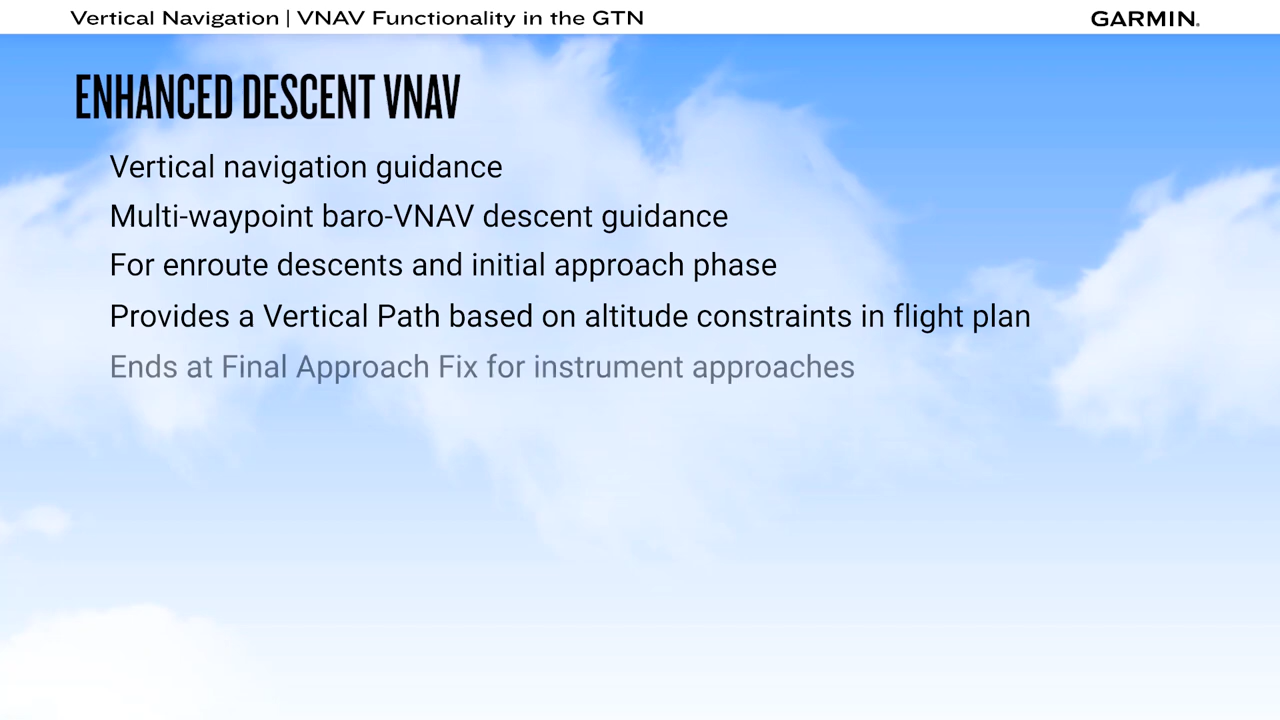 Vertical Navigation | VNAV Functionality in the GTN
GARMIN.
ENHANCED DESCENT VNAV
Vertical navigation guidance
Multi-waypoint baro-VNAV descent guidance
For enroute descents and initial approach phase
Provides a Vertical Path based on altitude constraints in flight plan
Ends at Final Approach Fix for instrument approaches